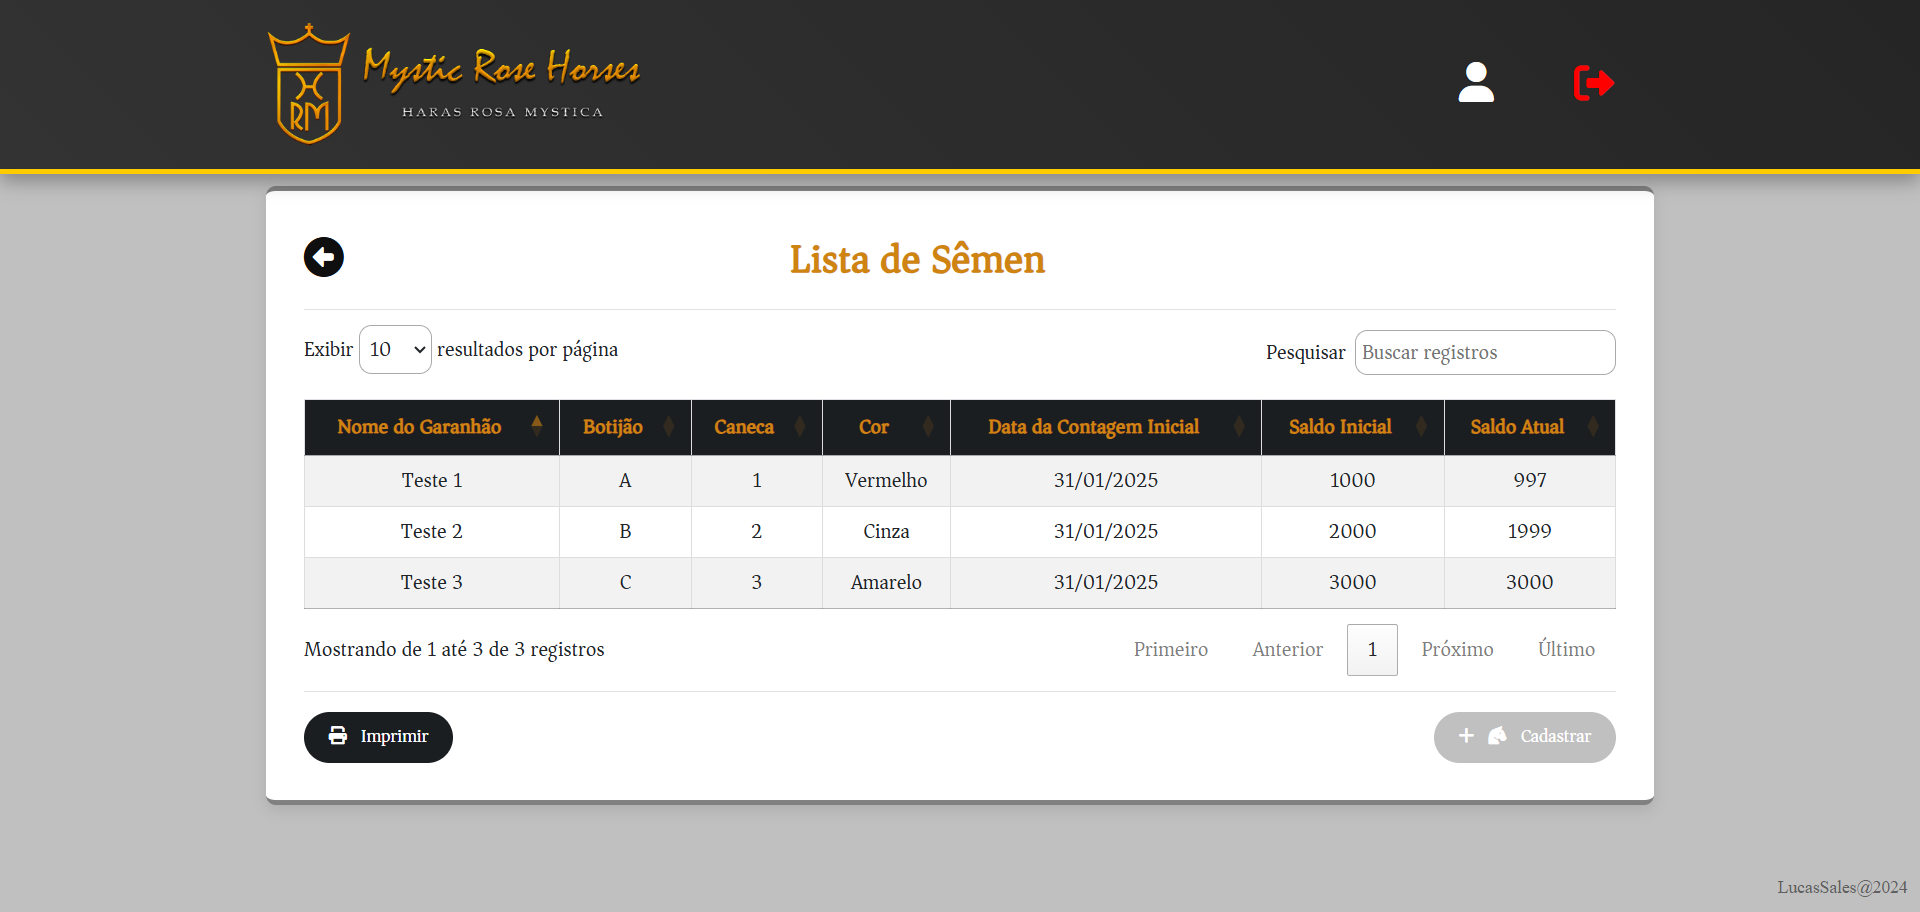 Mystic Rose Horses
HARAS ROSA MYSTICA
RM
Lista de Sêmen
Exibir 10 resultados por página
Pesquisar Buscar registros
Nome do Garanhão Botijão Caneca Cor Data da Contagem Inicial Saldo Inicial Saldo Atual
Teste 1 A 1 Vermelho 31/01/2025 1000 997
Teste 2 B 2 Cinza 31/01/2025 2000 1999
Teste 3 C 3 Amarelo 31/01/2025 3000 3000
Mostrando de 1 até 3 de 3 registros
Primeiro Anterior 1 Próximo Último
Imprimir
Cadastrar
LucasSales@2024